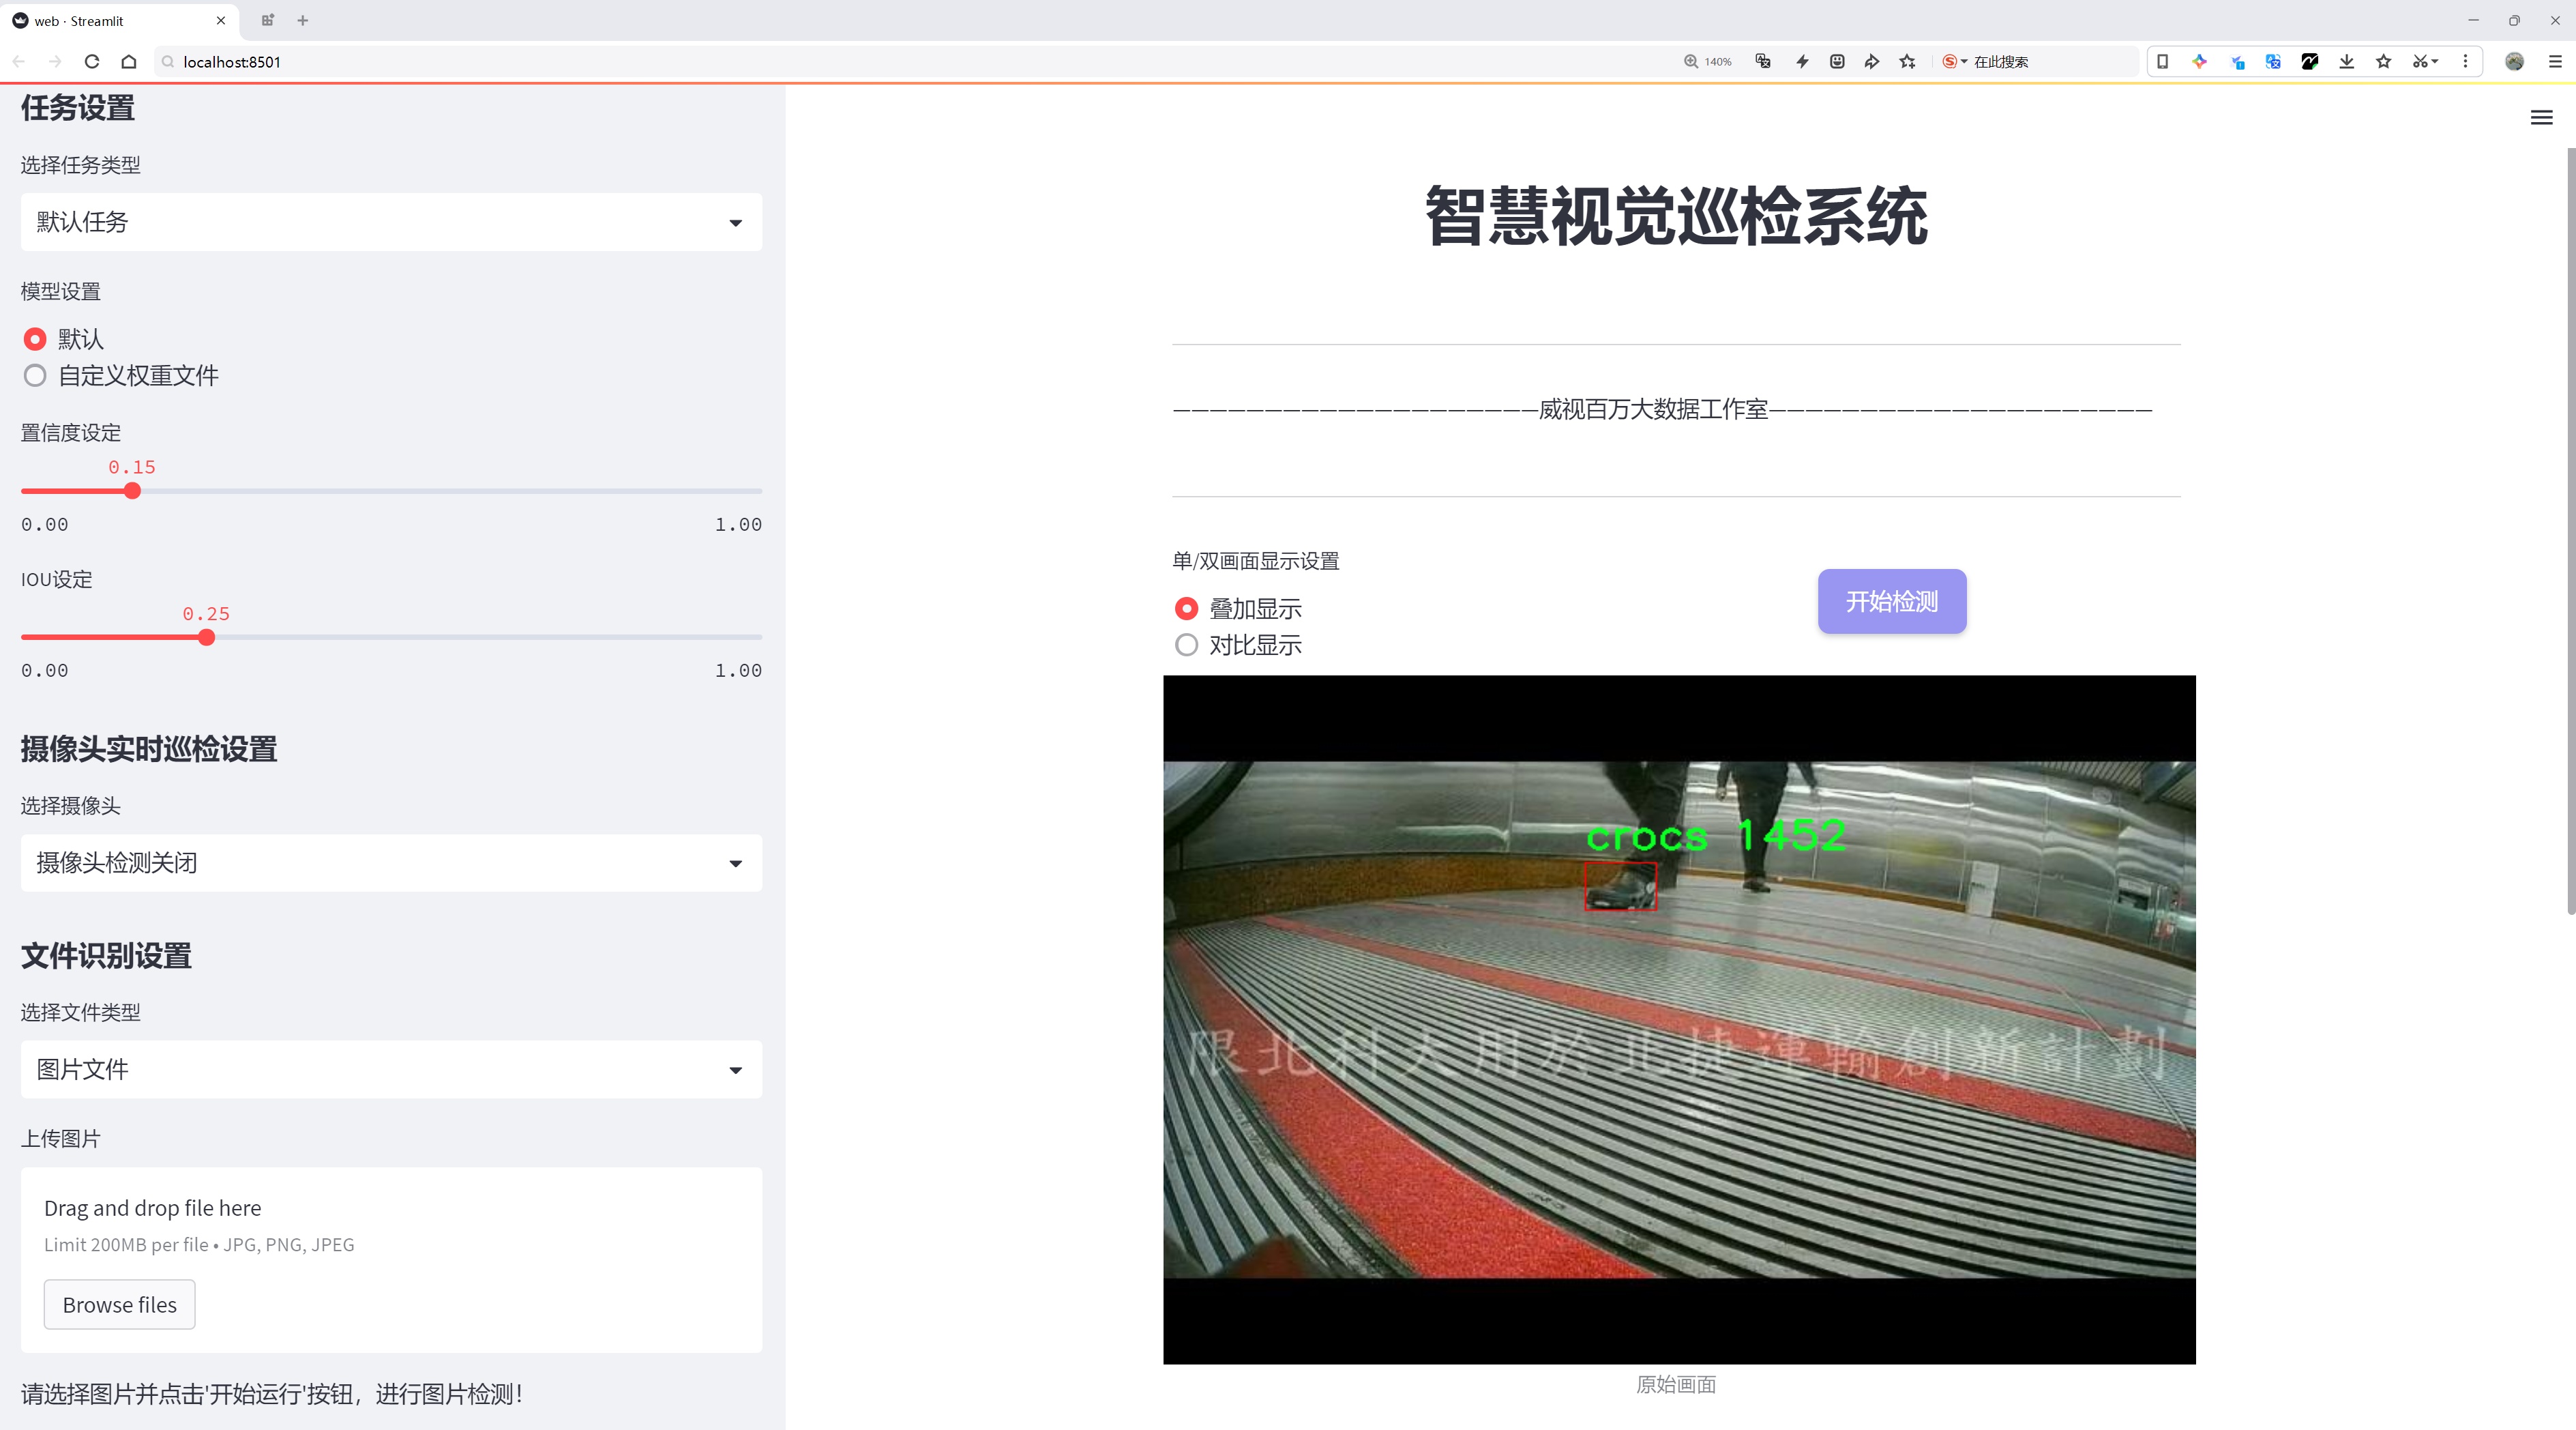 web · Streamlit
localhost:8501
140%
在此搜索
任务设置
选择任务类型
默认任务
模型设置
默认
自定义权重文件
置信度设定
0.15
0.00
1.00
IOU设定
0.25
0.00
1.00
摄像头实时巡检设置
选择摄像头
摄像头检测关闭
文件识别设置
选择文件类型
图片文件
上传图片
Drag and drop file here
Limit 200MB per file • JPG, PNG, JPEG
Browse files
请选择图片并点击'开始运行'按钮，进行图片检测！
智慧视觉巡检系统
————————————————————威视百万大数据工作室—————————————————————
单/双画面显示设置
叠加显示
对比显示
开始检测
crocs 1452
限北科大用於北捷運輸創新計劃
原始画面